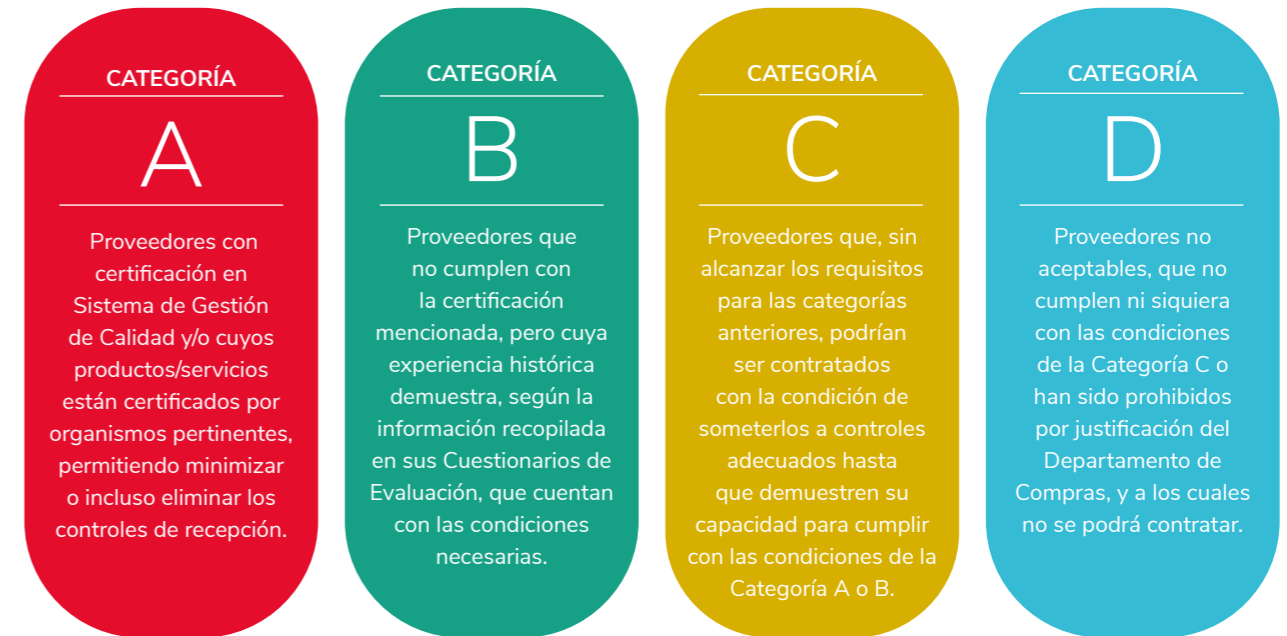 CATEGORÍA
A
Proveedores con
certificación en
Sistema de Gestión
de Calidad y/o cuyos
productos/servicios
están certificados por
organismos pertinentes,
permitiendo minimizar
o incluso eliminar los
controles de recepción.
CATEGORÍA
B
Proveedores que
no cumplen con
la certificación
mencionada, pero cuya
experiencia histórica
demuestra, según la
información recopilada
en sus Cuestionarios de
Evaluación, que cuentan
con las condiciones
necesarias.
CATEGORÍA
C
Proveedores que, sin
alcanzar los requisitos
para las categorías
anteriores, podrían
ser contratados
con la condición de
someterlos a controles
adecuados hasta
que demuestren su
capacidad para cumplir
con las condiciones de la
Categoría A o B.
CATEGORÍA
D
Proveedores no
aceptables, que no
cumplen ni siquiera
con las condiciones
de la Categoría C o
han sido prohibidos
por justificación del
Departamento de
Compras, y a los cuales
no se podrá contratar.